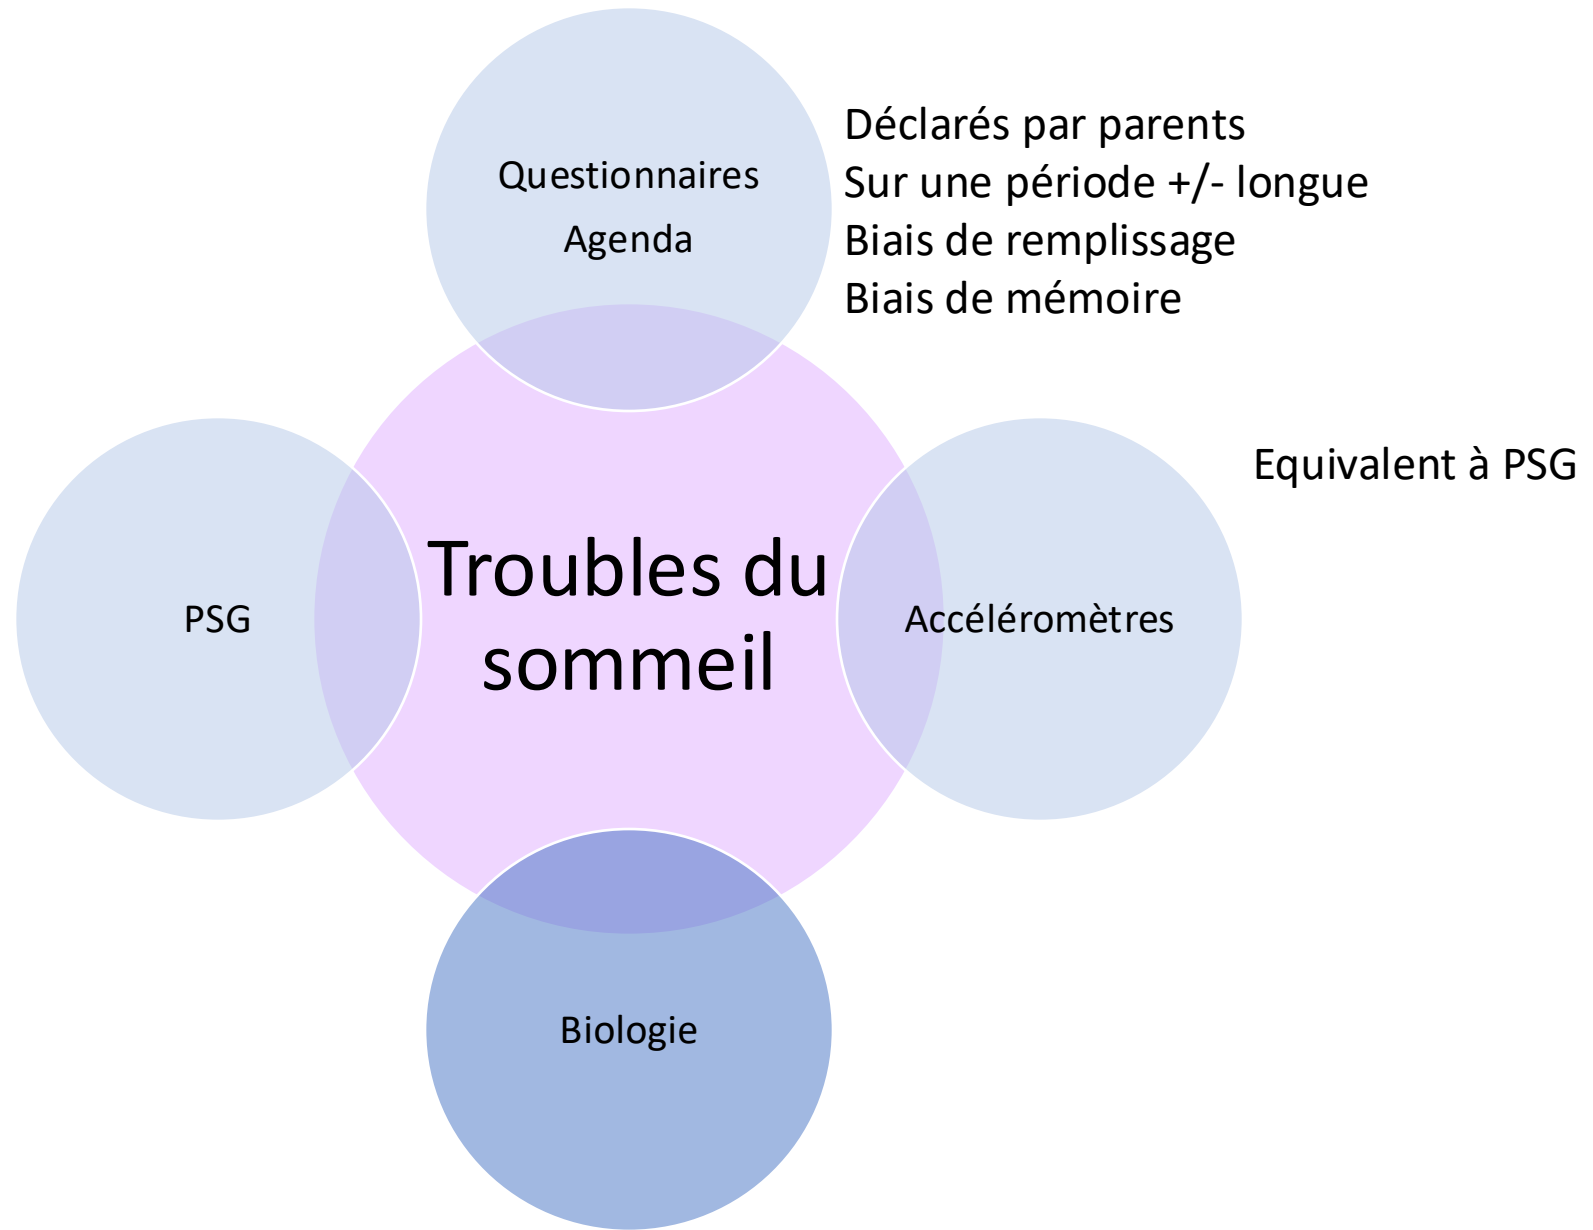 Questionnaires
Agenda
Déclarés par parents
Sur une période +/- longue
Biais de remplissage
Biais de mémoire
Equivalent à PSG
PSG
Troubles du
sommeil
Accéléromètres
Biologie